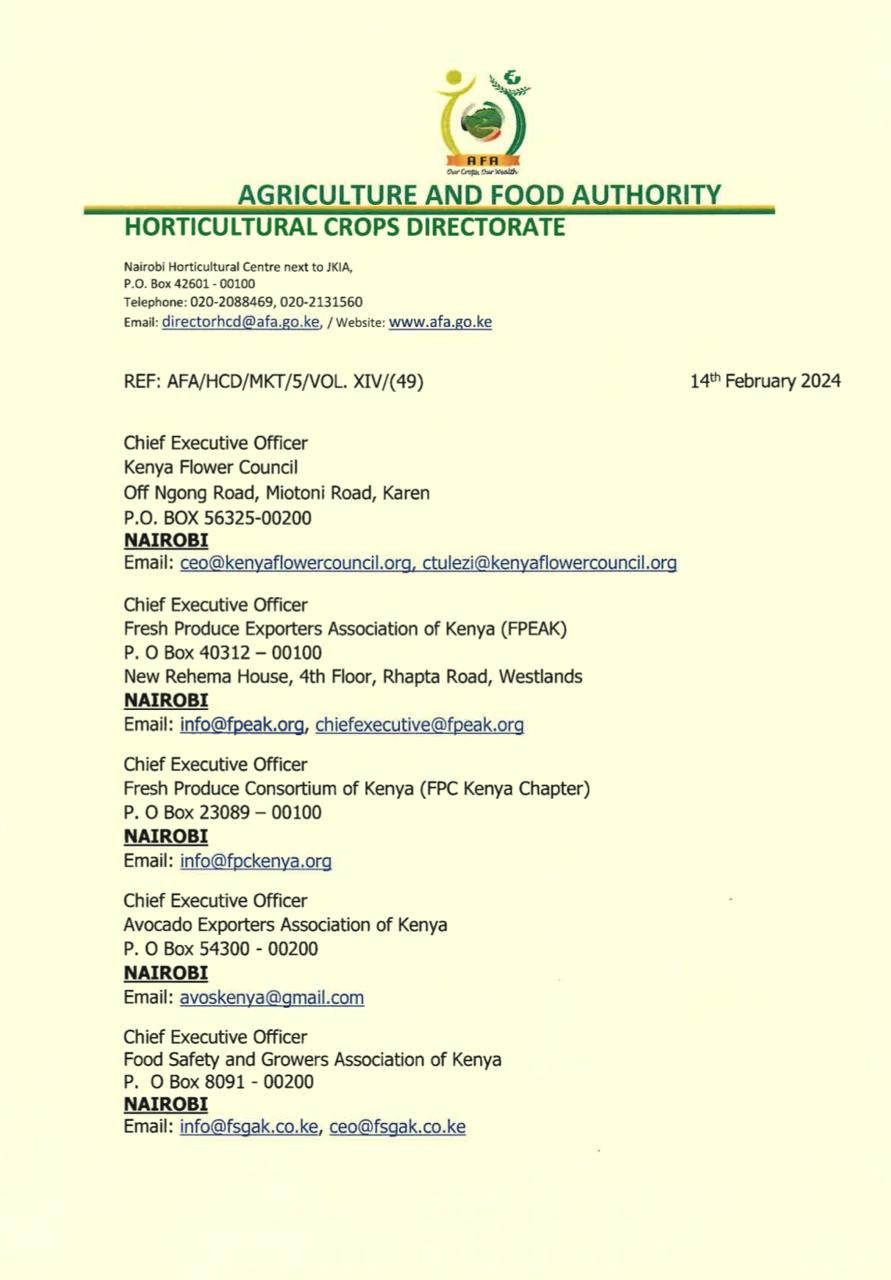 AFA
Our Crops, Our Wealth
AGRICULTURE AND FOOD AUTHORITY
HORTICULTURAL CROPS DIRECTORATE
Nairobi Horticultural Centre next to JKIA,
P.O. Box 42601 - 00100
Telephone: 020-2088469, 020-2131560
Email: directorhcd@afa.go.ke, / Website: www.afa.go.ke
REF: AFA/HCD/MKT/5/VOL. XIV/(49) 14th February 2024
Chief Executive Officer
Kenya Flower Council
Off Ngong Road, Miotoni Road, Karen
P.O. BOX 56325-00200
NAIROBI
Email: ceo@kenyaflowercouncil.org, ctulezi@kenyaflowercouncil.org
Chief Executive Officer
Fresh Produce Exporters Association of Kenya (FPEAK)
P. O Box 40312 – 00100
New Rehema House, 4th Floor, Rhapta Road, Westlands
NAIROBI
Email: info@fpeak.org, chiefexecutive@fpeak.org
Chief Executive Officer
Fresh Produce Consortium of Kenya (FPC Kenya Chapter)
P. O Box 23089 – 00100
NAIROBI
Email: info@fpckenya.org
Chief Executive Officer
Avocado Exporters Association of Kenya
P. O Box 54300 - 00200
NAIROBI
Email: avoskenya@gmail.com
Chief Executive Officer
Food Safety and Growers Association of Kenya
P. O Box 8091 - 00200
NAIROBI
Email: info@fsgak.co.ke, ceo@fsgak.co.ke